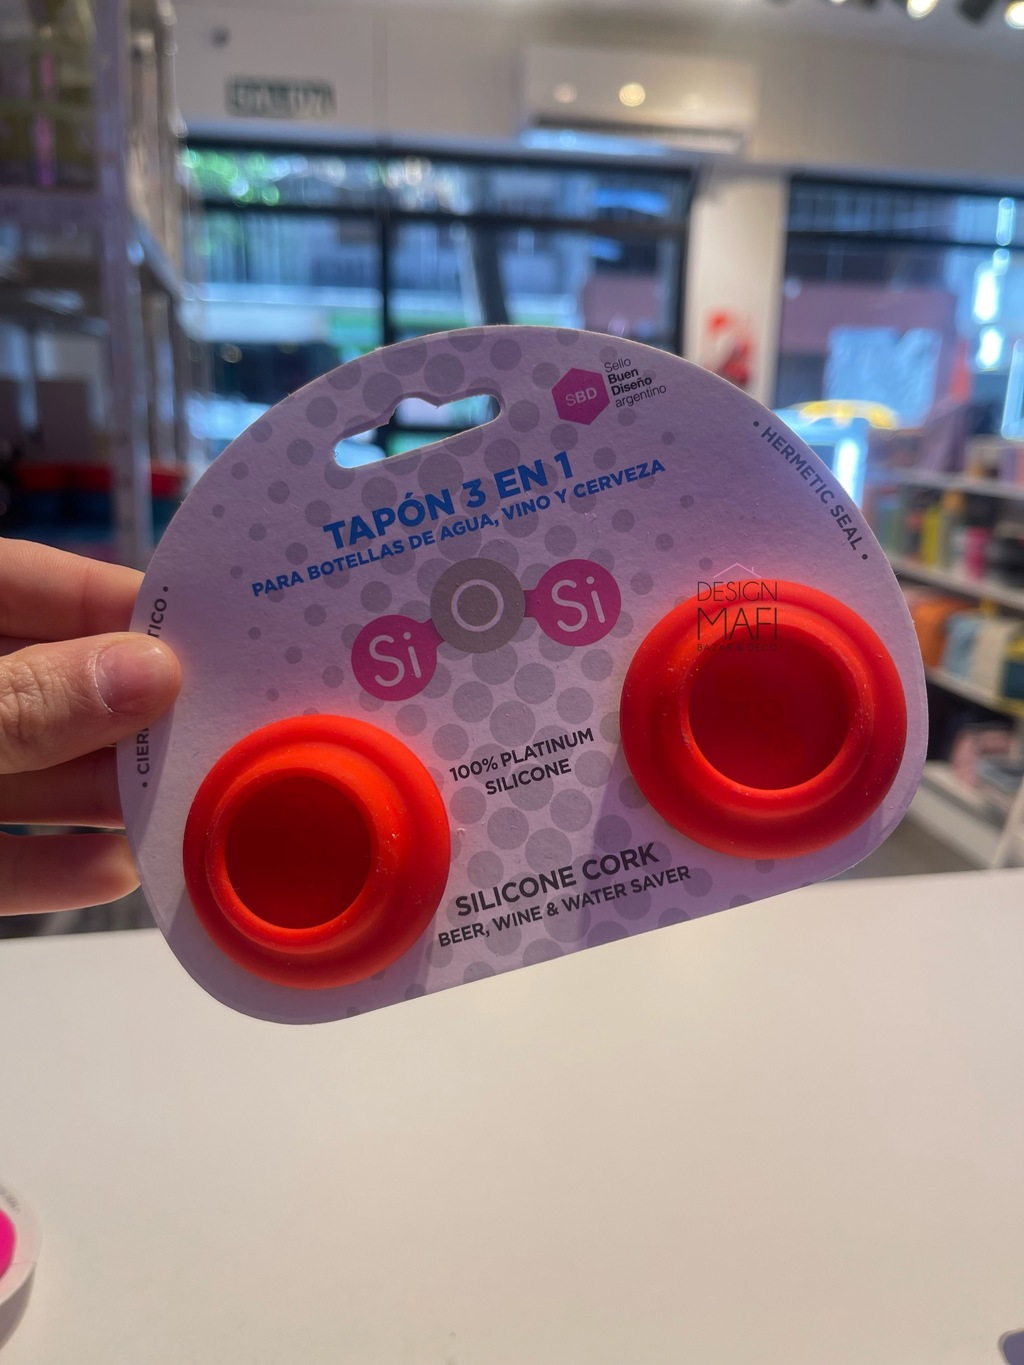 SBD
Sello
Buen
Diseño
argentino
TAPÓN 3 EN 1
PARA BOTELLAS DE AGUA, VINO Y CERVEZA
• HERMETIC SEAL •
Si O Si
DESIGN
MAFI
100% PLATINUM
SILICONE
SILICONE CORK
BEER, WINE & WATER SAVER